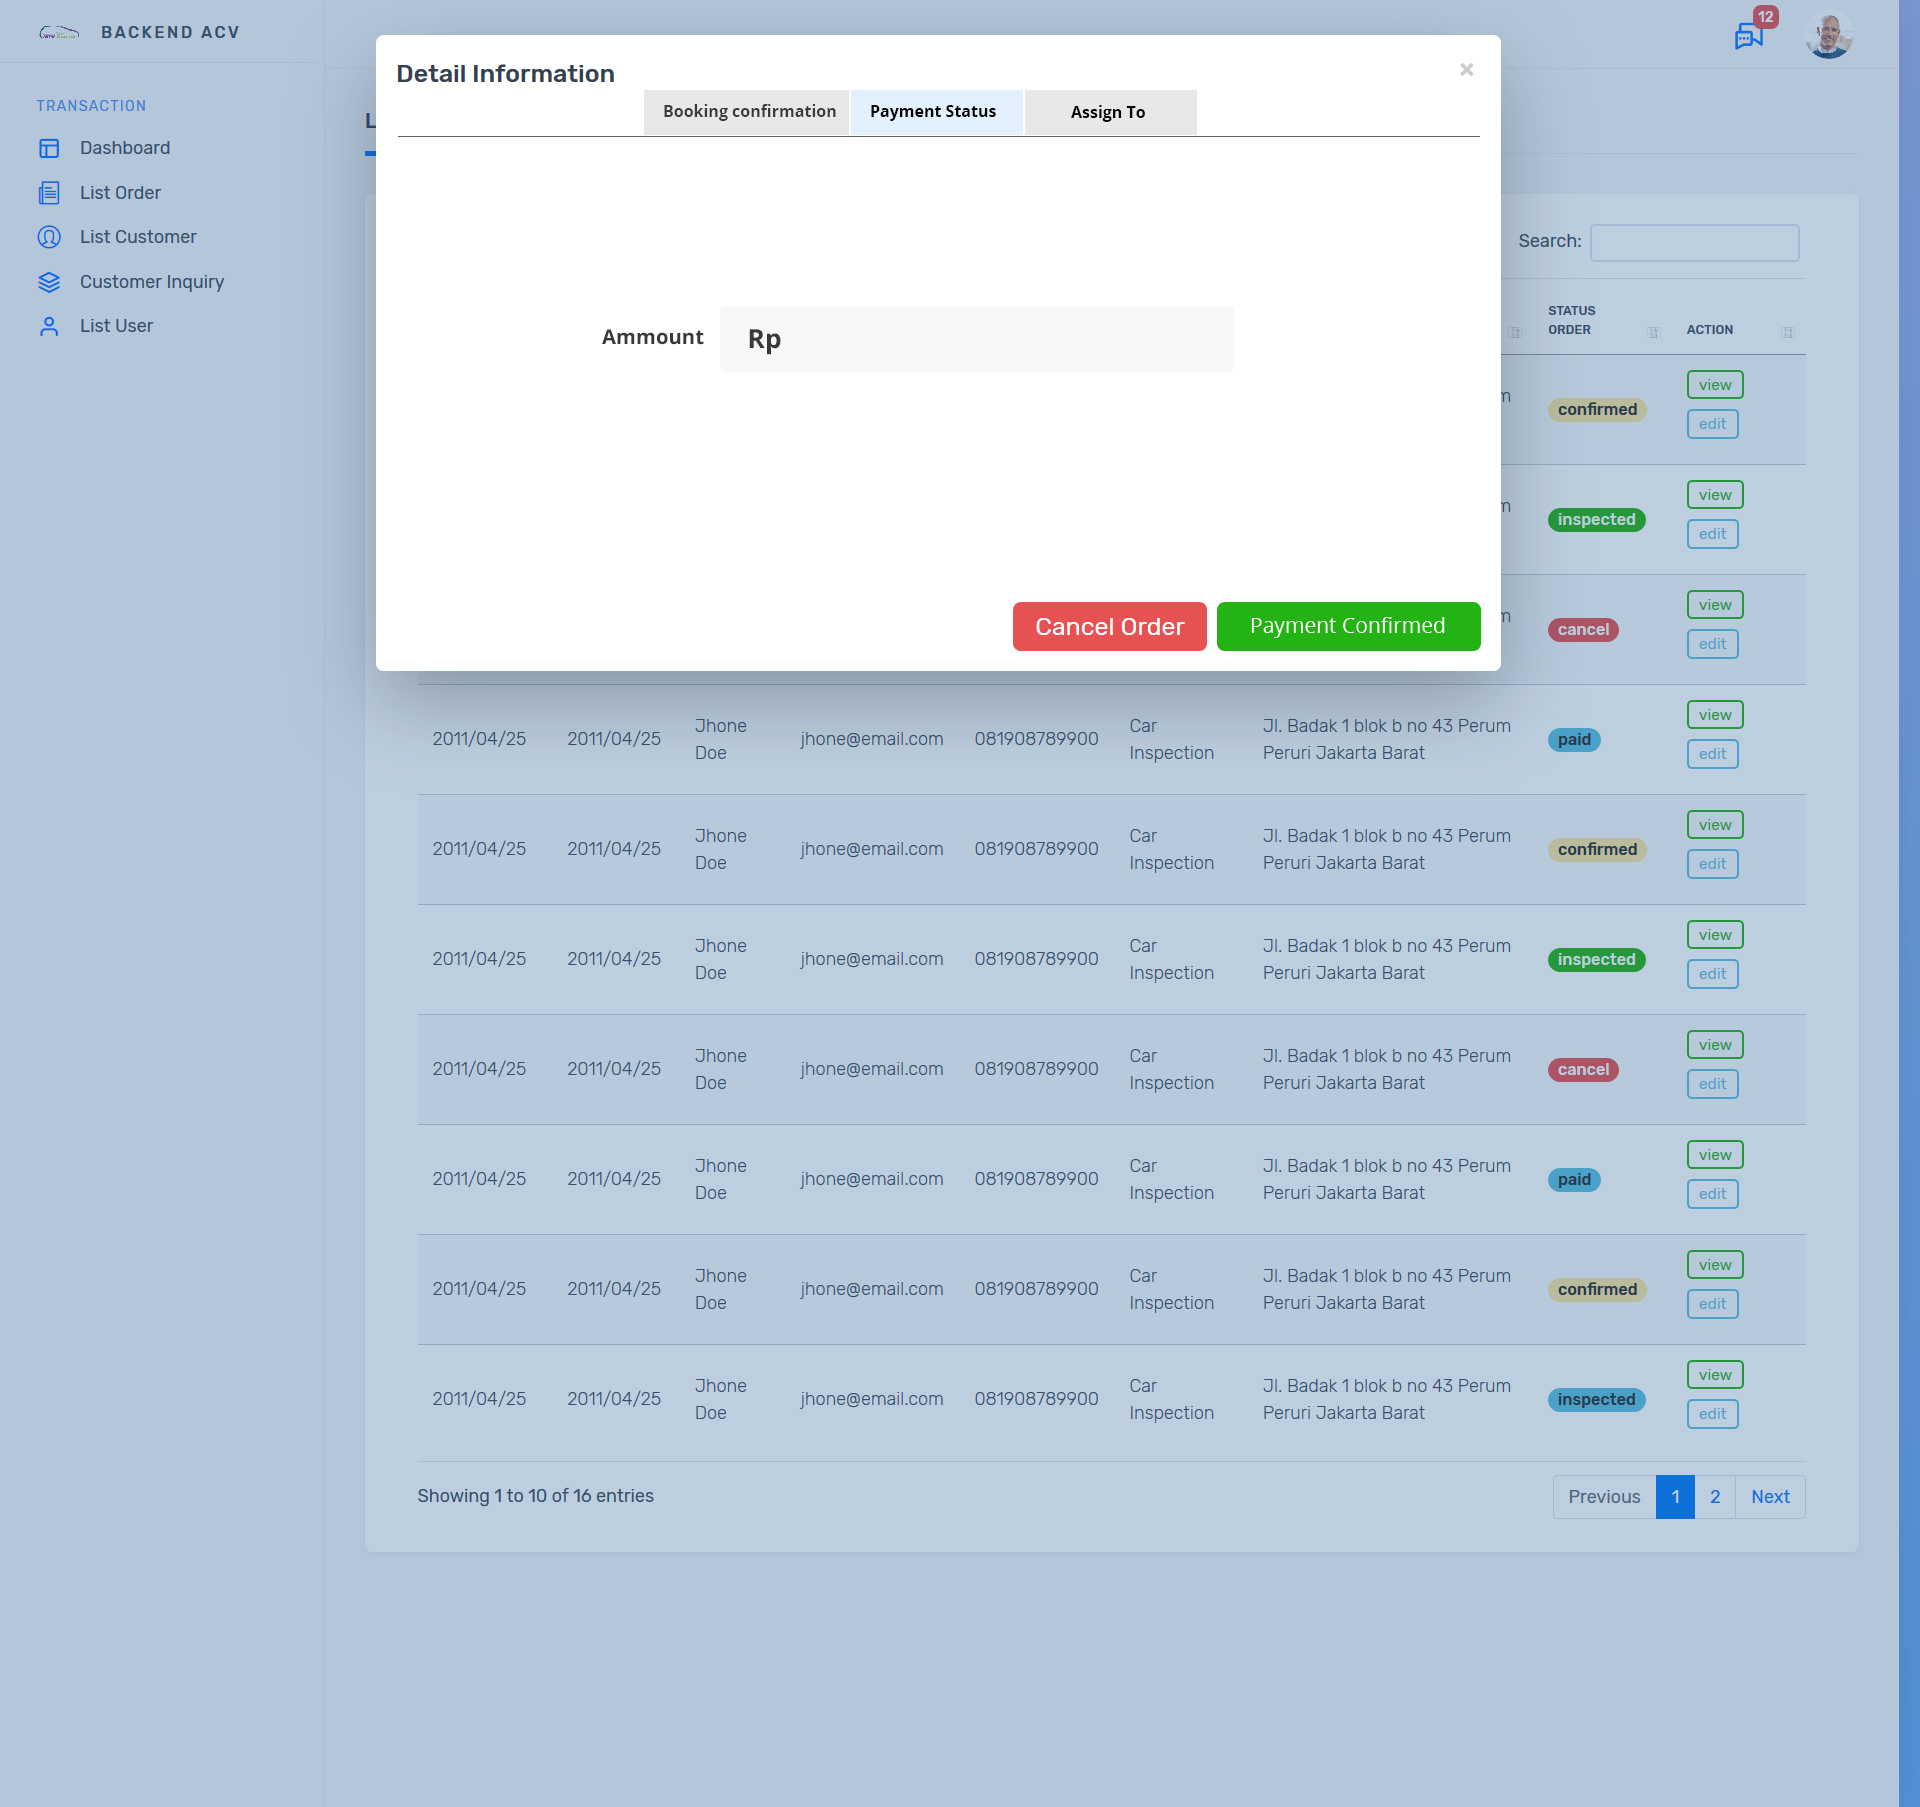 BACKEND ACV
12
TRANSACTION
Dashboard
List Order
List Customer
Customer Inquiry
List User
L
Detail Information
×
Booking confirmation
Payment Status
Assign To
Ammount
Rp
Cancel Order
Payment Confirmed
Search:
STATUS
ORDER
ACTION
m
confirmed
view
edit
m
inspected
view
edit
m
cancel
view
edit
2011/04/25 2011/04/25 Jhone Doe jhone@email.com 081908789900 Car Inspection Jl. Badak 1 blok b no 43 Perum Peruri Jakarta Barat paid view edit
2011/04/25 2011/04/25 Jhone Doe jhone@email.com 081908789900 Car Inspection Jl. Badak 1 blok b no 43 Perum Peruri Jakarta Barat confirmed view edit
2011/04/25 2011/04/25 Jhone Doe jhone@email.com 081908789900 Car Inspection Jl. Badak 1 blok b no 43 Perum Peruri Jakarta Barat inspected view edit
2011/04/25 2011/04/25 Jhone Doe jhone@email.com 081908789900 Car Inspection Jl. Badak 1 blok b no 43 Perum Peruri Jakarta Barat cancel view edit
2011/04/25 2011/04/25 Jhone Doe jhone@email.com 081908789900 Car Inspection Jl. Badak 1 blok b no 43 Perum Peruri Jakarta Barat paid view edit
2011/04/25 2011/04/25 Jhone Doe jhone@email.com 081908789900 Car Inspection Jl. Badak 1 blok b no 43 Perum Peruri Jakarta Barat confirmed view edit
2011/04/25 2011/04/25 Jhone Doe jhone@email.com 081908789900 Car Inspection Jl. Badak 1 blok b no 43 Perum Peruri Jakarta Barat inspected view edit
Showing 1 to 10 of 16 entries
Previous 1 2 Next